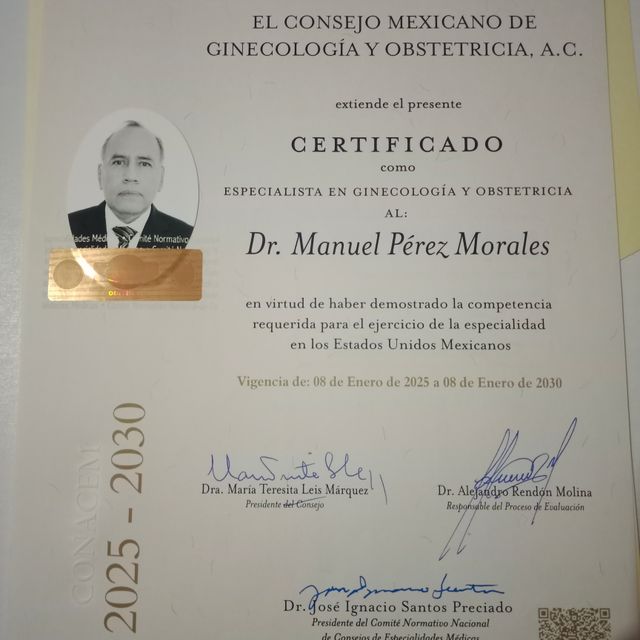 EL CONSEJO MEXICANO DE
GINECOLOGÍA Y OBSTETRICIA, A.C.
extiende el presente
CERTIFICADO
como
ESPECIALISTA EN GINECOLOGÍA Y OBSTETRICIA
AL:
Dr. Manuel Pérez Morales
dades Méd mité Normativo
en virtud de haber demostrado la competencia
requerida para el ejercicio de la especialidad
en los Estados Unidos Mexicanos
Vigencia de: 08 de Enero de 2025 a 08 de Enero de 2030
CONACEM
2025 - 2030
Dra. María Teresita Leis Márquez
Presidente del Consejo
Dr. Alejandro Rendón Molina
Responsable del Proceso de Evaluación
Dr. José Ignacio Santos Preciado
Presidente del Comité Normativo Nacional
de Consejos de Especialidades Médicas